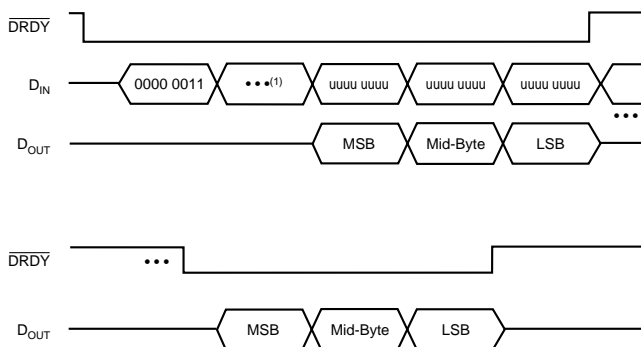 DRDY
DIN 0000 0011 •••(1) uuuu uuuu uuuu uuuu uuuu uuuu
•••
DOUT MSB Mid-Byte LSB
DRDY •••
DOUT MSB Mid-Byte LSB